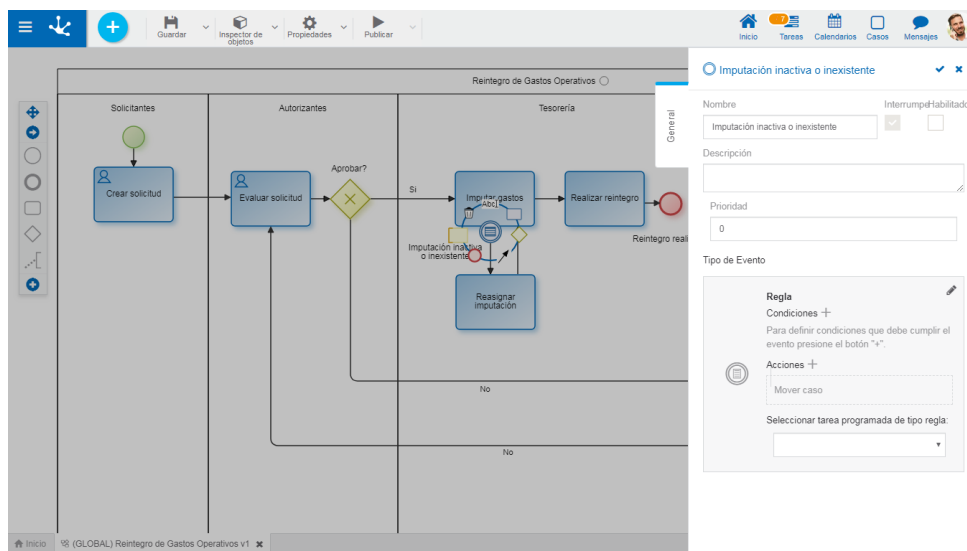 Guardar
Inspector de
objetos
Propiedades
Publicar
Inicio
7
Tareas
Calendarios
Casos
Mensajes
Reintegro de Gastos Operativos
Solicitantes
Autorizantes
Tesorería
Crear solicitud
Evaluar solicitud
Aprobar?
Si
Imputar gastos
Abc
Realizar reintegro
Reintegro reali
Imputación inactiva
o inexistente
Reasignar
imputación
No
No
General
Imputación inactiva o inexistente
Nombre
Interrumpe
Habilitado
Imputación inactiva o inexistente
Descripción
Prioridad
0
Tipo de Evento
Regla
Condiciones +
Para definir condiciones que debe cumplir el
evento presione el botón "+".
Acciones +
Mover caso
Seleccionar tarea programada de tipo regla:
Inicio
(GLOBAL) Reintegro de Gastos Operativos v1